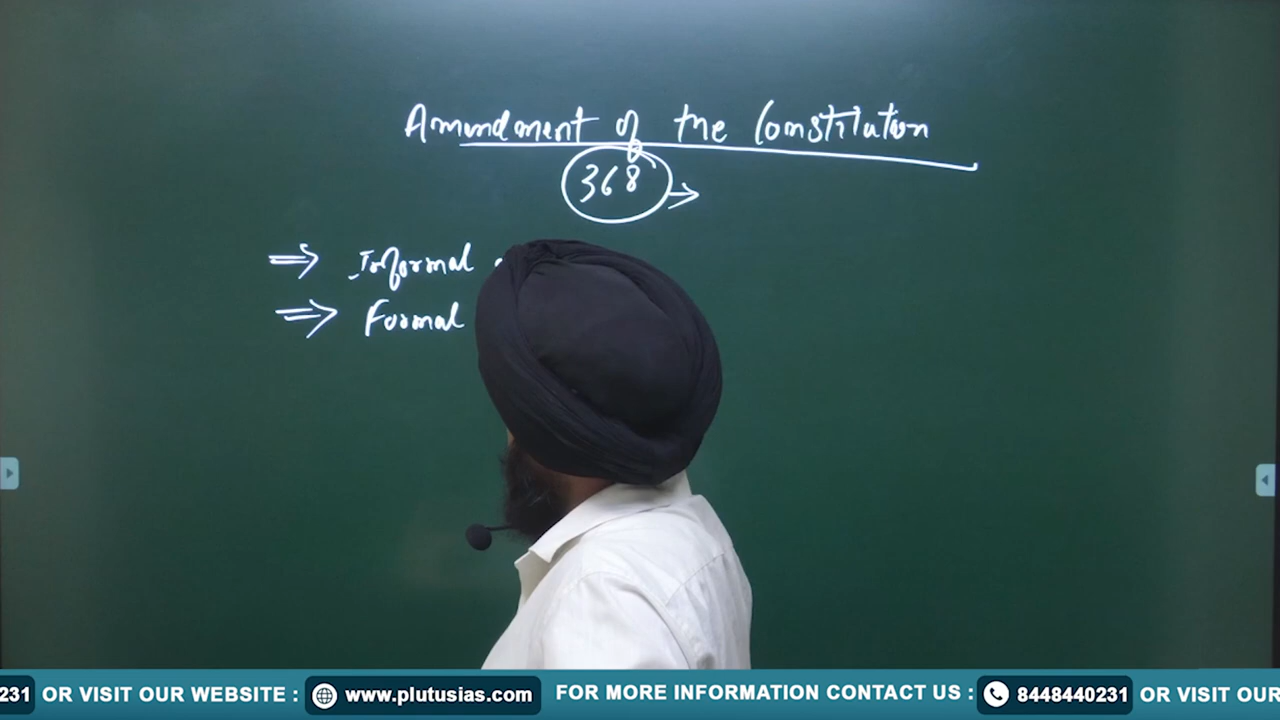 Amendment of the Constitution
368 →
⇒ Informal
⇒ Formal
231 OR VISIT OUR WEBSITE : www.plutusias.com FOR MORE INFORMATION CONTACT US : 8448440231 OR VISIT OUR